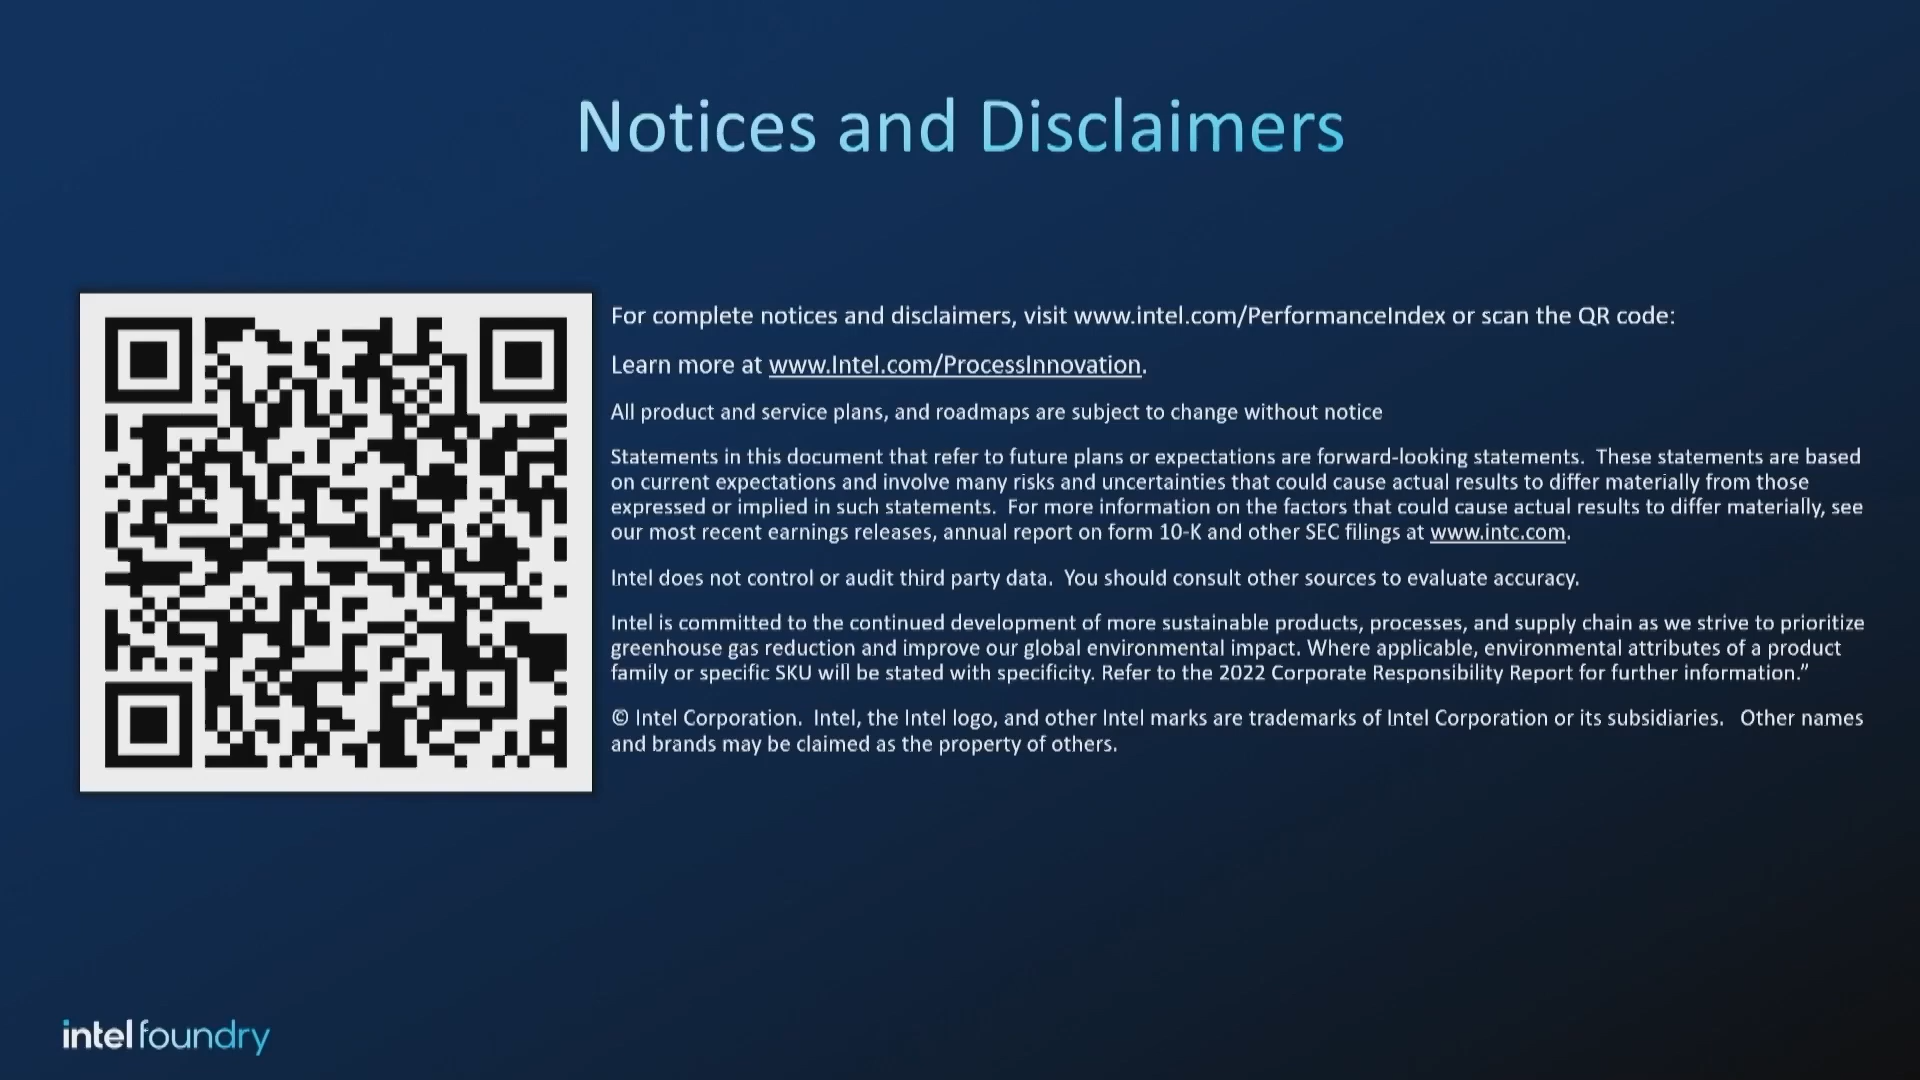 Notices and Disclaimers
For complete notices and disclaimers, visit www.intel.com/PerformanceIndex or scan the QR code:
Learn more at www.Intel.com/ProcessInnovation.
All product and service plans, and roadmaps are subject to change without notice
Statements in this document that refer to future plans or expectations are forward-looking statements.  These statements are based
on current expectations and involve many risks and uncertainties that could cause actual results to differ materially from those
expressed or implied in such statements.  For more information on the factors that could cause actual results to differ materially, see
our most recent earnings releases, annual report on form 10-K and other SEC filings at www.intc.com.
Intel does not control or audit third party data.  You should consult other sources to evaluate accuracy.
Intel is committed to the continued development of more sustainable products, processes, and supply chain as we strive to prioritize
greenhouse gas reduction and improve our global environmental impact. Where applicable, environmental attributes of a product
family or specific SKU will be stated with specificity. Refer to the 2022 Corporate Responsibility Report for further information.”
© Intel Corporation.  Intel, the Intel logo, and other Intel marks are trademarks of Intel Corporation or its subsidiaries.   Other names
and brands may be claimed as the property of others.
intel foundry